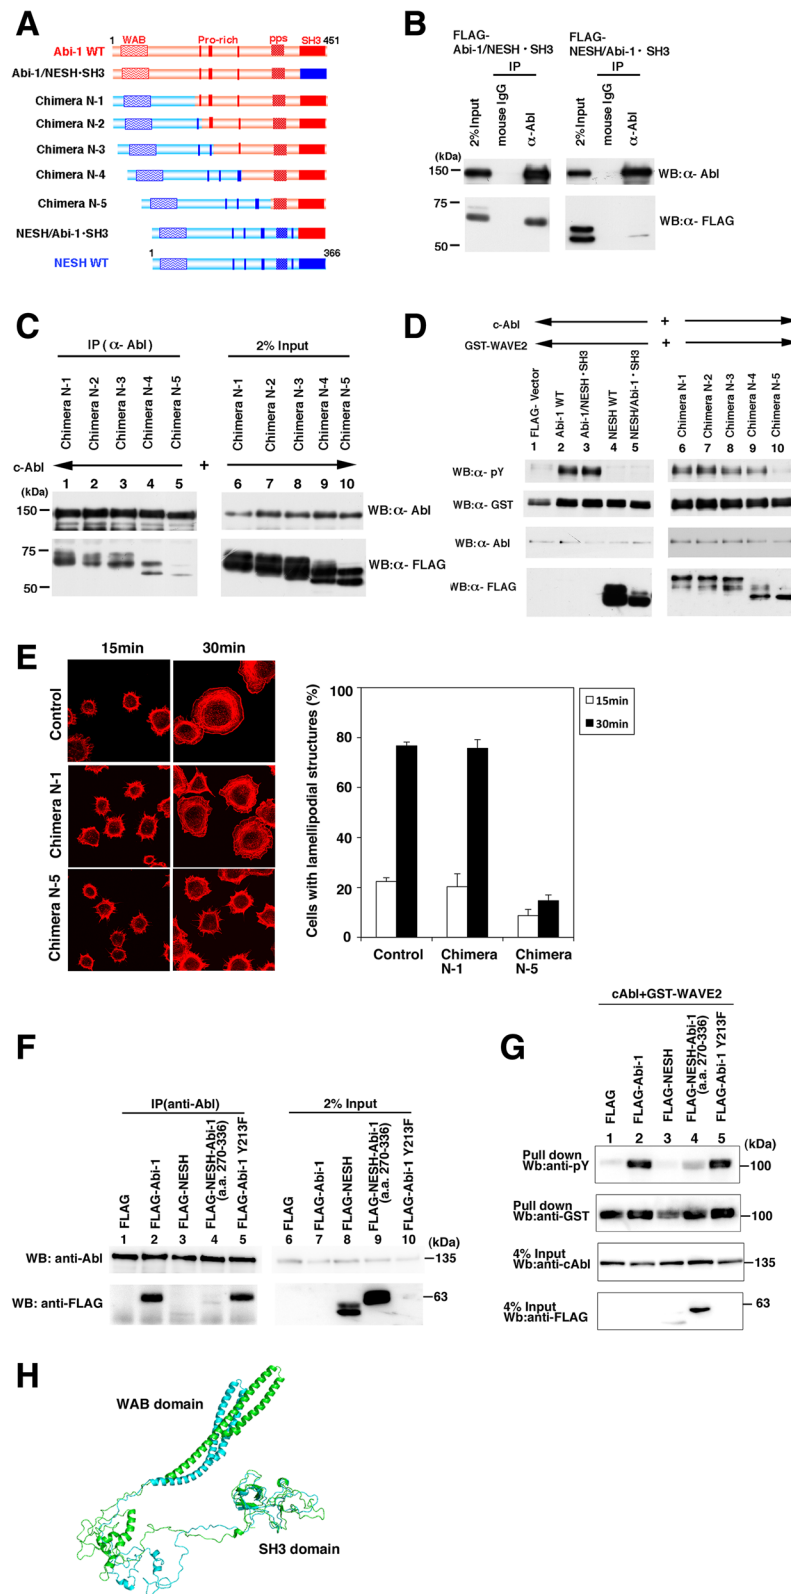 A
1 WAB Pro-rich pps SH3 451
Abi-1 WT
Abi-1/NESH·SH3
Chimera N-1
Chimera N-2
Chimera N-3
Chimera N-4
Chimera N-5
NESH/Abi-1·SH3
1 366
NESH WT
B
FLAG-
Abi-1/NESH·SH3
FLAG-
NESH/Abi-1·SH3
IP
IP
2% Input
mouse IgG
α-Abl
2% Input
mouse IgG
α-Abl
(kDa)
150
WB:α- Abl
75
WB:α- FLAG
50
C
IP ( α- Abl)
2% Input
Chimera N-1
Chimera N-2
Chimera N-3
Chimera N-4
Chimera N-5
Chimera N-1
Chimera N-2
Chimera N-3
Chimera N-4
Chimera N-5
c-Abl +
(kDa) 1 2 3 4 5 6 7 8 9 10
150
WB:α- Abl
75
WB:α- FLAG
50
D
c-Abl +
GST-WAVE2 +
FLAG- Vector
Abi-1 WT
Abi-1/NESH·SH3
NESH WT
NESH/Abi-1·SH3
Chimera N-1
Chimera N-2
Chimera N-3
Chimera N-4
Chimera N-5
1 2 3 4 5 6 7 8 9 10
WB:α- pY
WB:α- GST
WB:α- Abl
WB:α- FLAG
E
15min 30min
Control
Chimera N-1
Chimera N-5
Cells with lamellipodial structures (%)
100
80
60
40
20
0
15min
30min
Control
Chimera
N-1
Chimera
N-5
F
IP(anti-Abl)
2% Input
FLAG
FLAG-Abi-1
FLAG-NESH
FLAG-NESH-Abi-1
(a.a. 270-336)
FLAG-Abi-1 Y213F
FLAG
FLAG-Abi-1
FLAG-NESH
FLAG-NESH-Abi-1
(a.a. 270-336)
FLAG-Abi-1 Y213F
1 2 3 4 5 6 7 8 9 10 (kDa)
WB: anti-Abl
135
WB: anti-FLAG
63
G
cAbl+GST-WAVE2
FLAG
FLAG-Abi-1
FLAG-NESH
FLAG-NESH-Abi-1
(a.a. 270-336)
FLAG-Abi-1 Y213F
1 2 3 4 5 (kDa)
Pull down
Wb:anti-pY
100
Pull down
Wb:anti-GST
100
4% Input
Wb:anti-cAbl
135
4% Input
Wb:anti-FLAG
63
H
WAB domain
SH3 domain